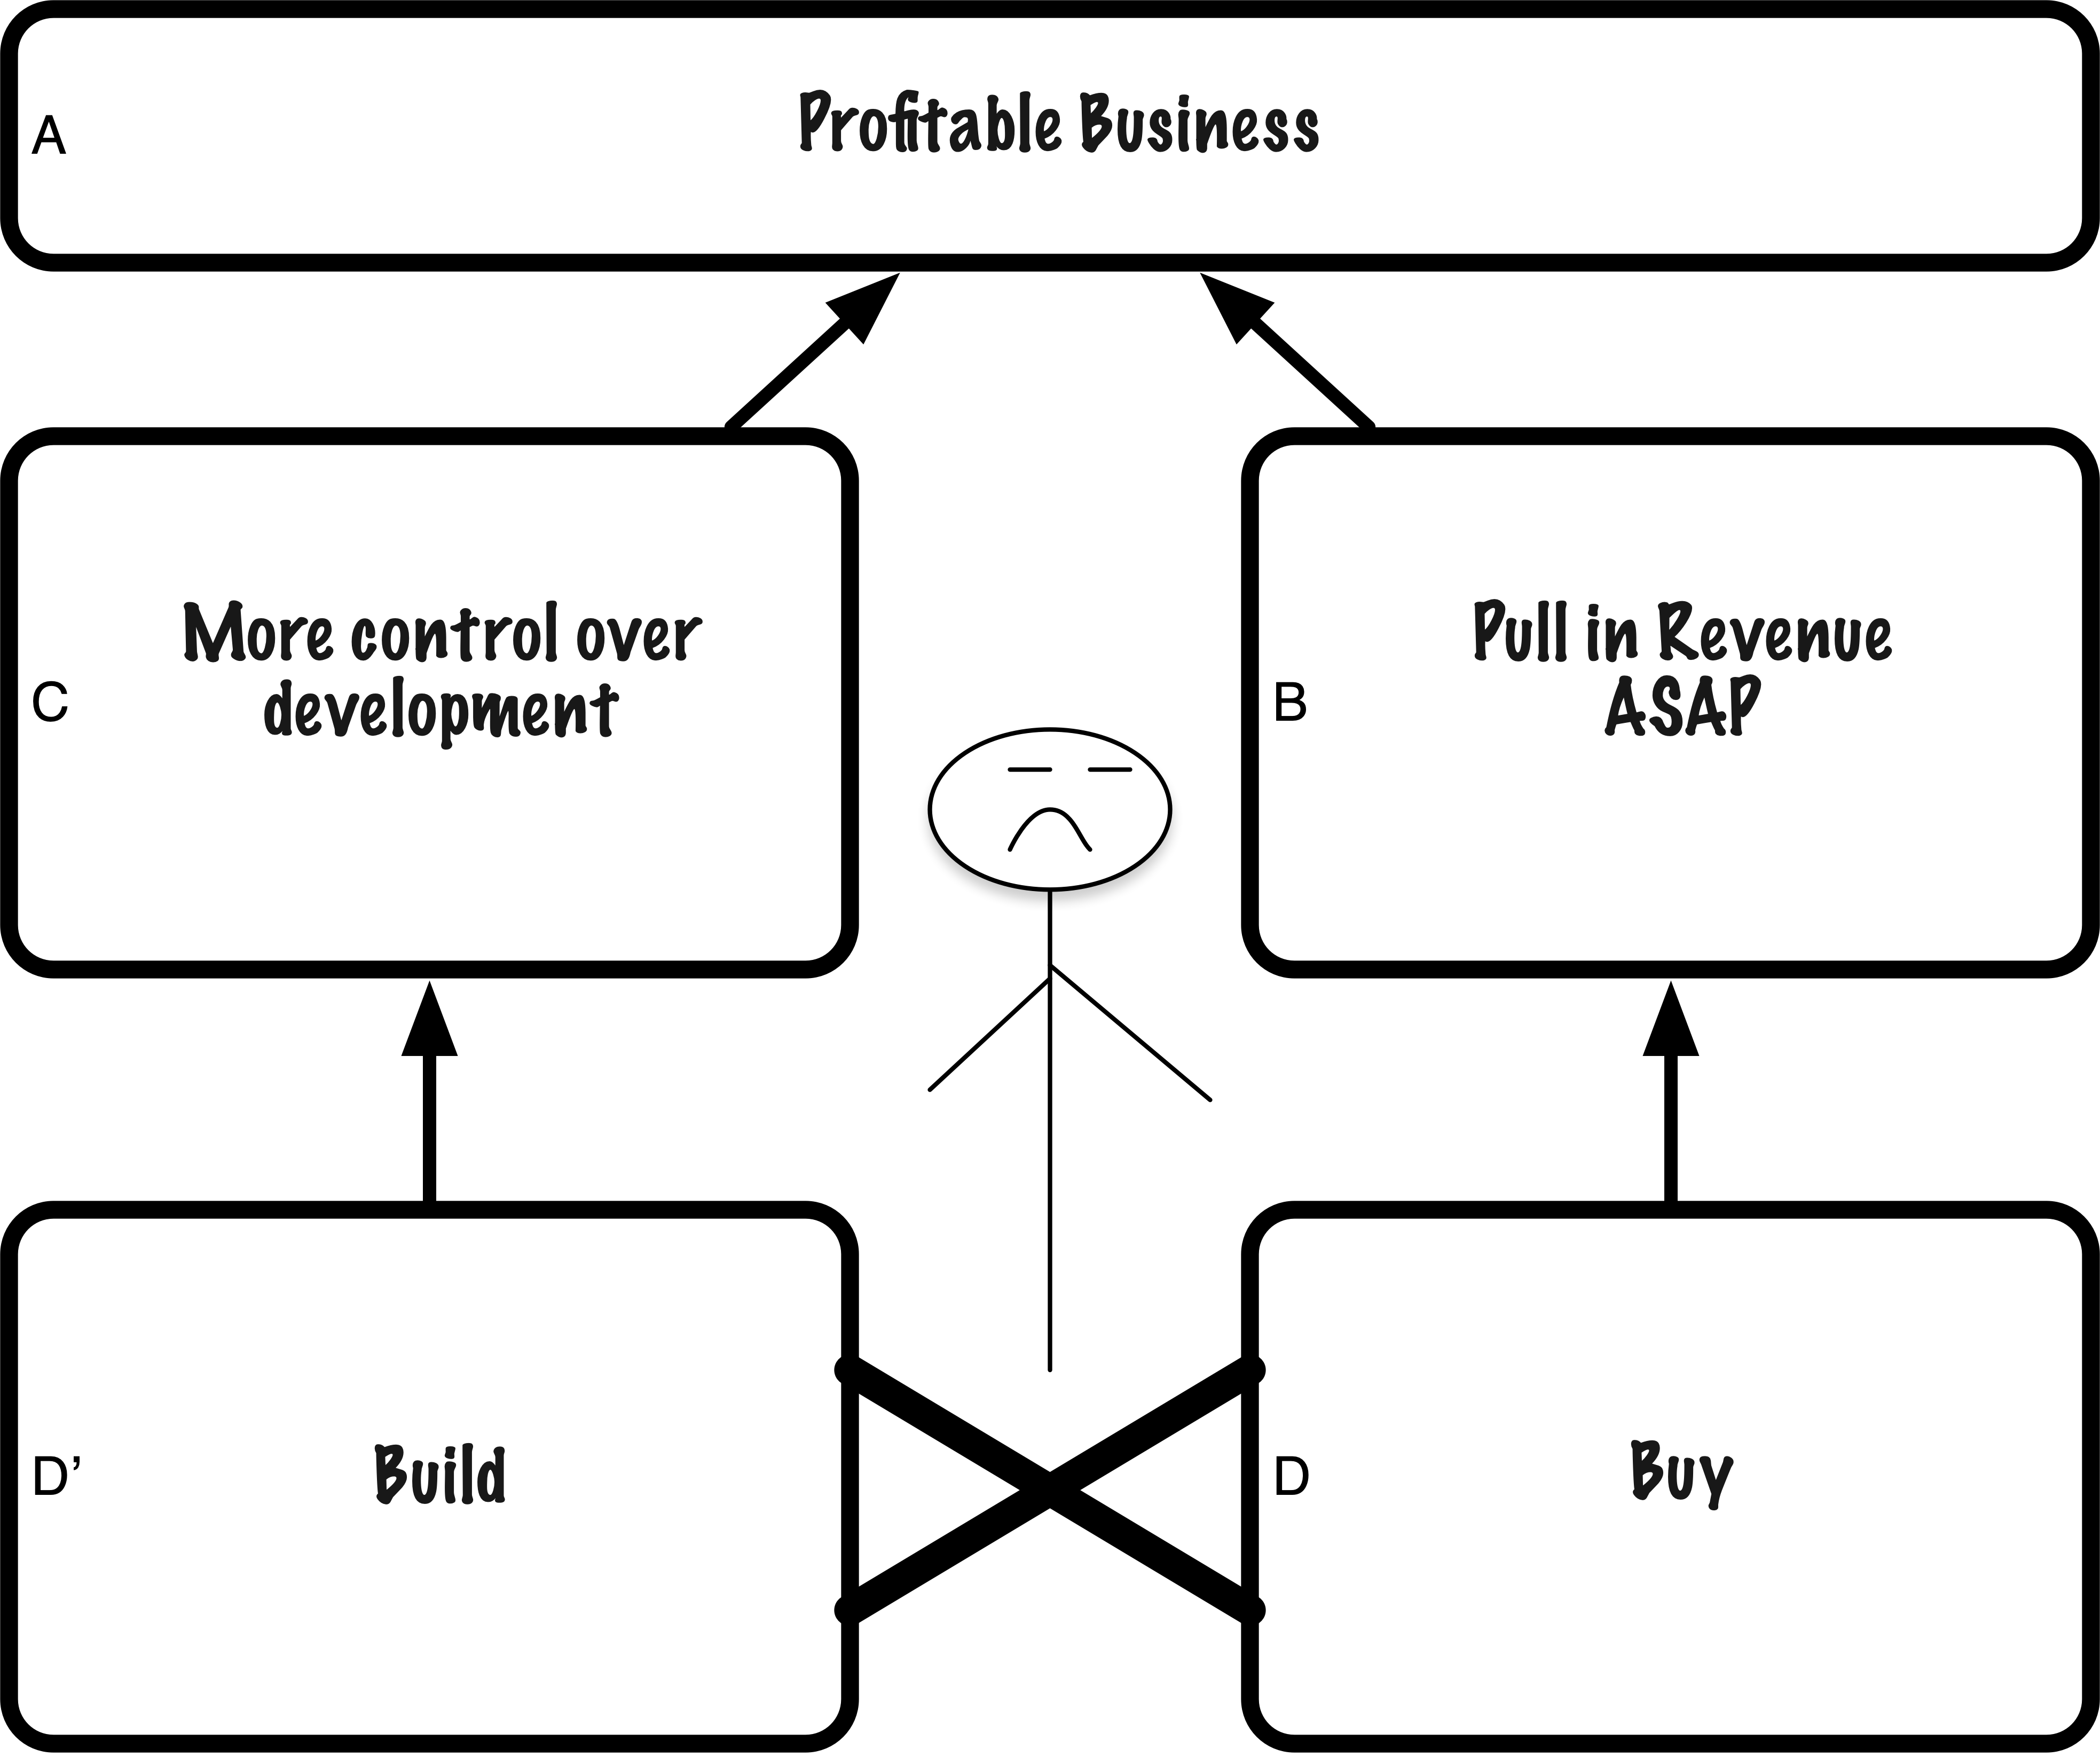 A
Profitable Business
C
More control over
development
B
Pull in Revenue
ASAP
D’
Build
D
Buy